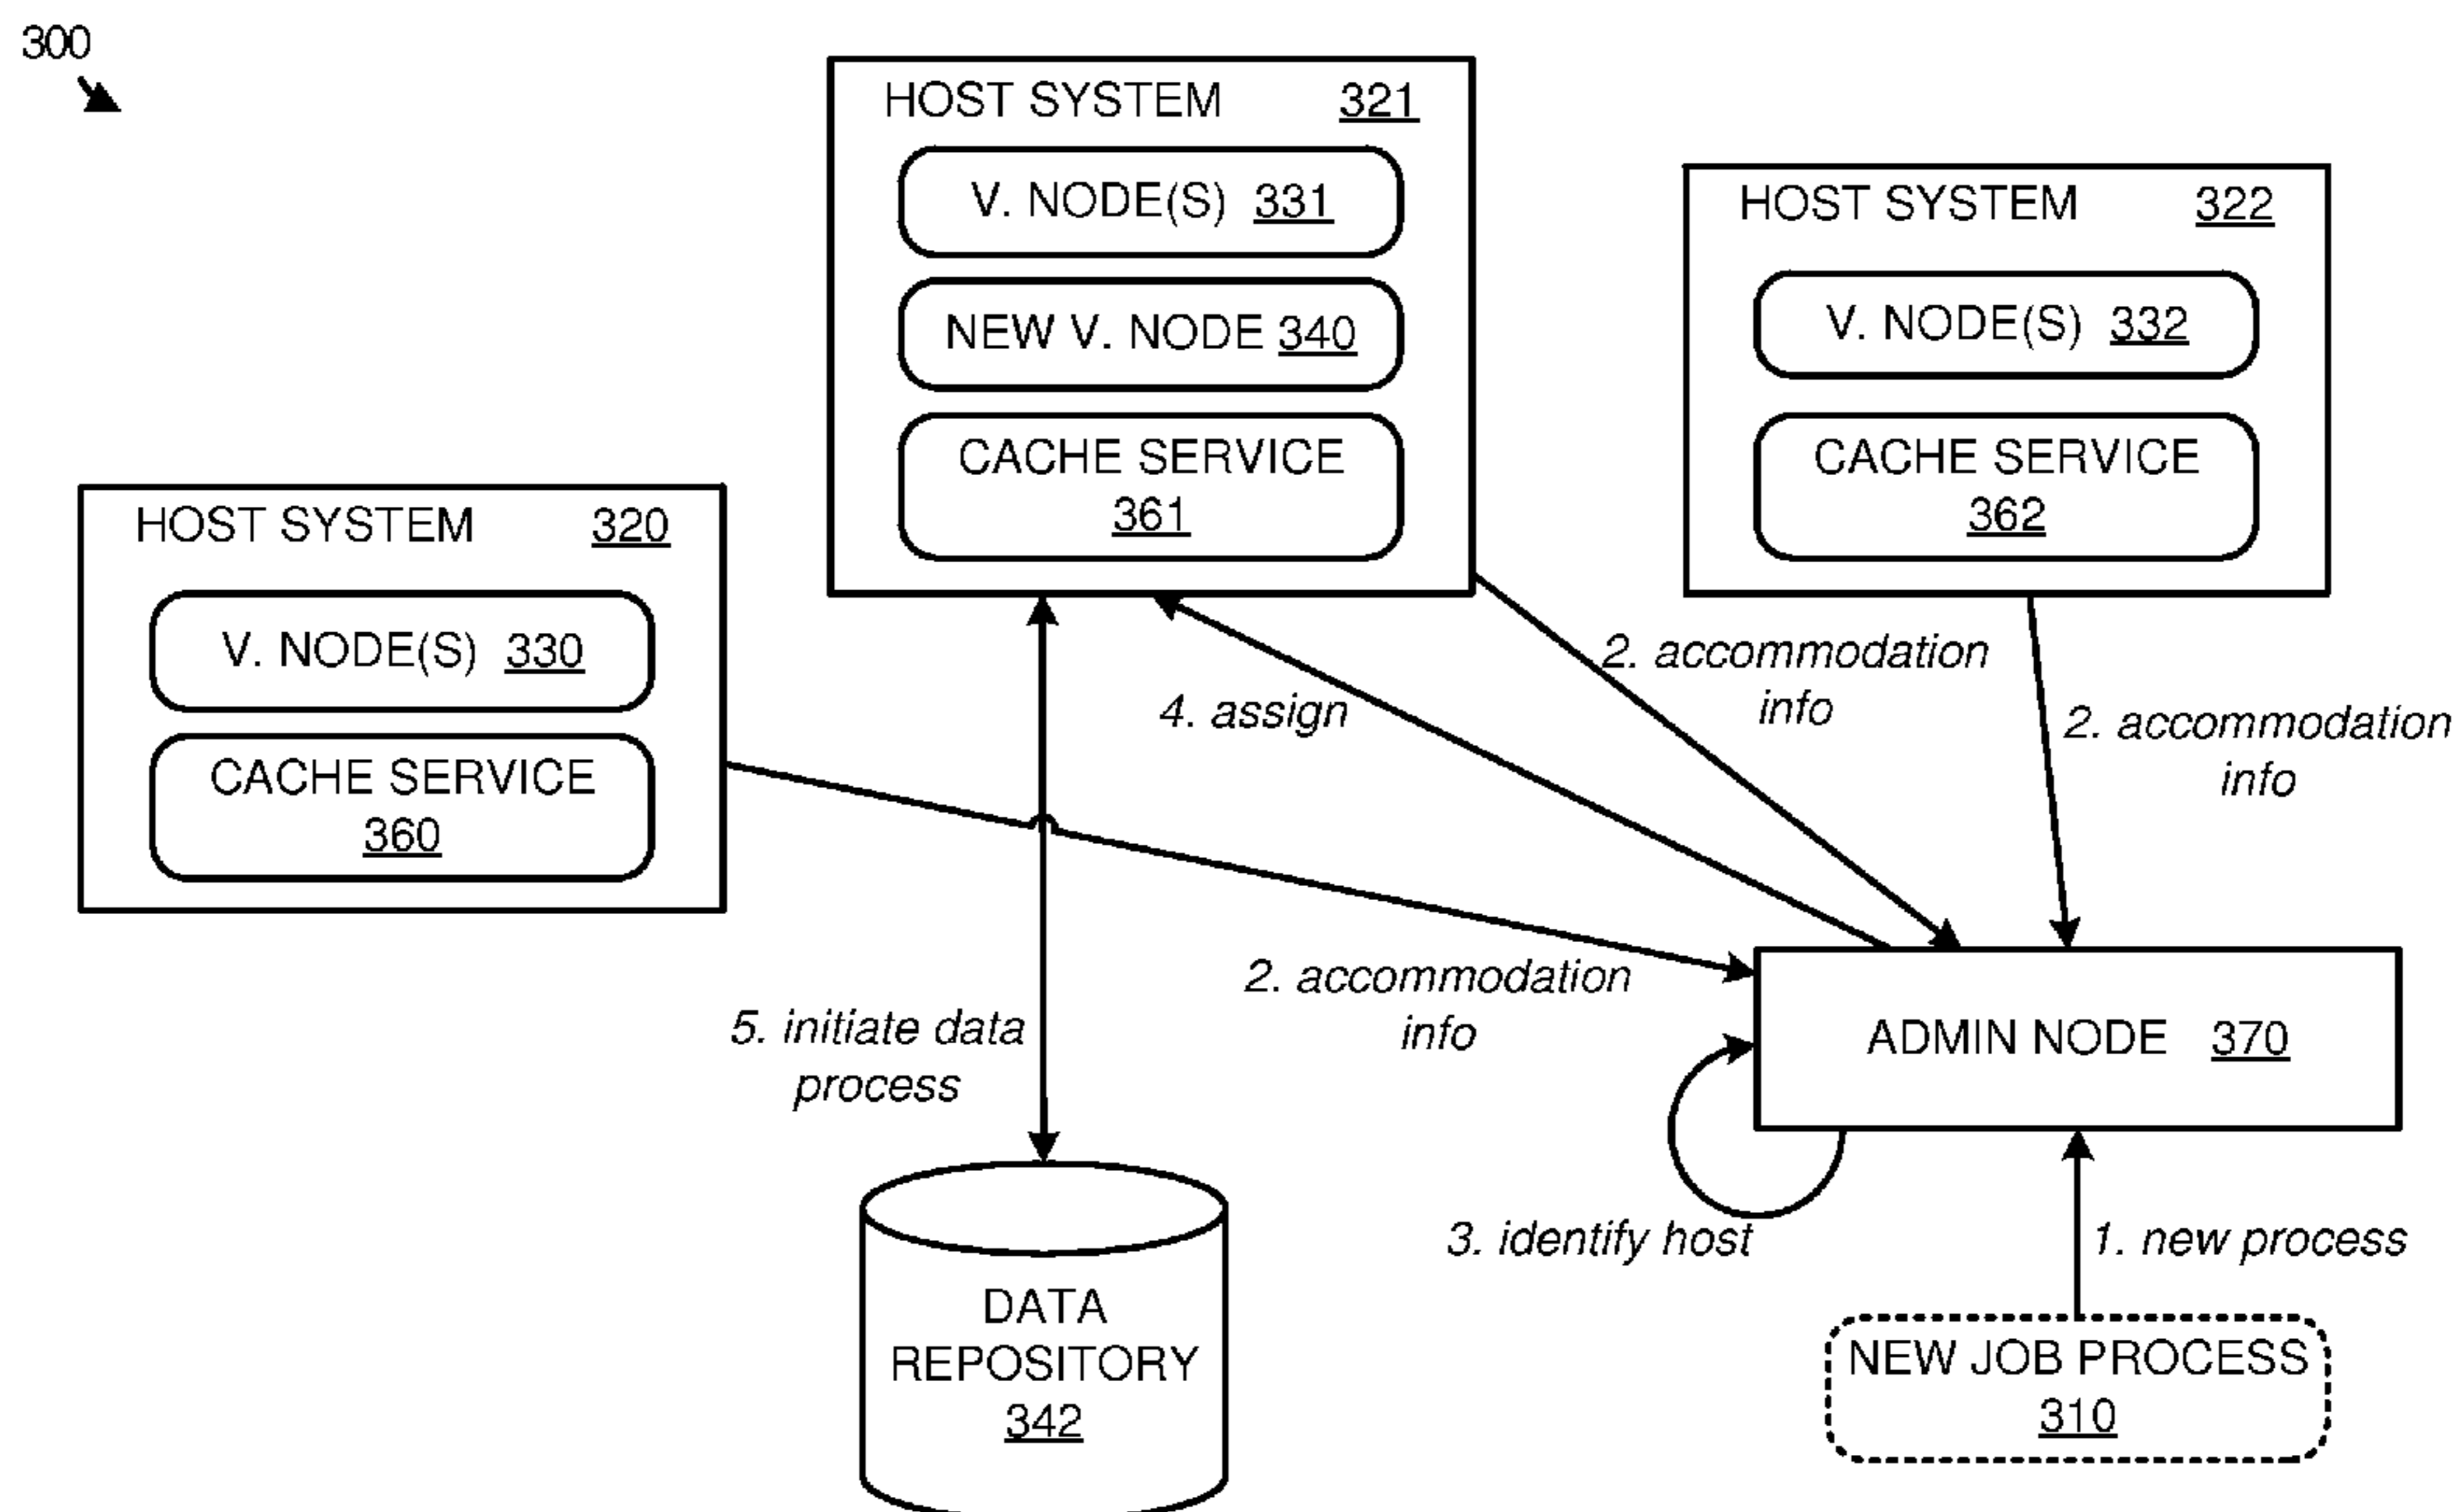 300
HOST SYSTEM 321
V. NODE(S) 331
NEW V. NODE 340
CACHE SERVICE
361
HOST SYSTEM 322
V. NODE(S) 332
CACHE SERVICE
362
HOST SYSTEM 320
V. NODE(S) 330
CACHE SERVICE
360
2. accommodation
info
4. assign
2. accommodation
info
2. accommodation
info
5. initiate data
process
ADMIN NODE 370
3. identify host
1. new process
DATA
REPOSITORY
342
NEW JOB PROCESS
310